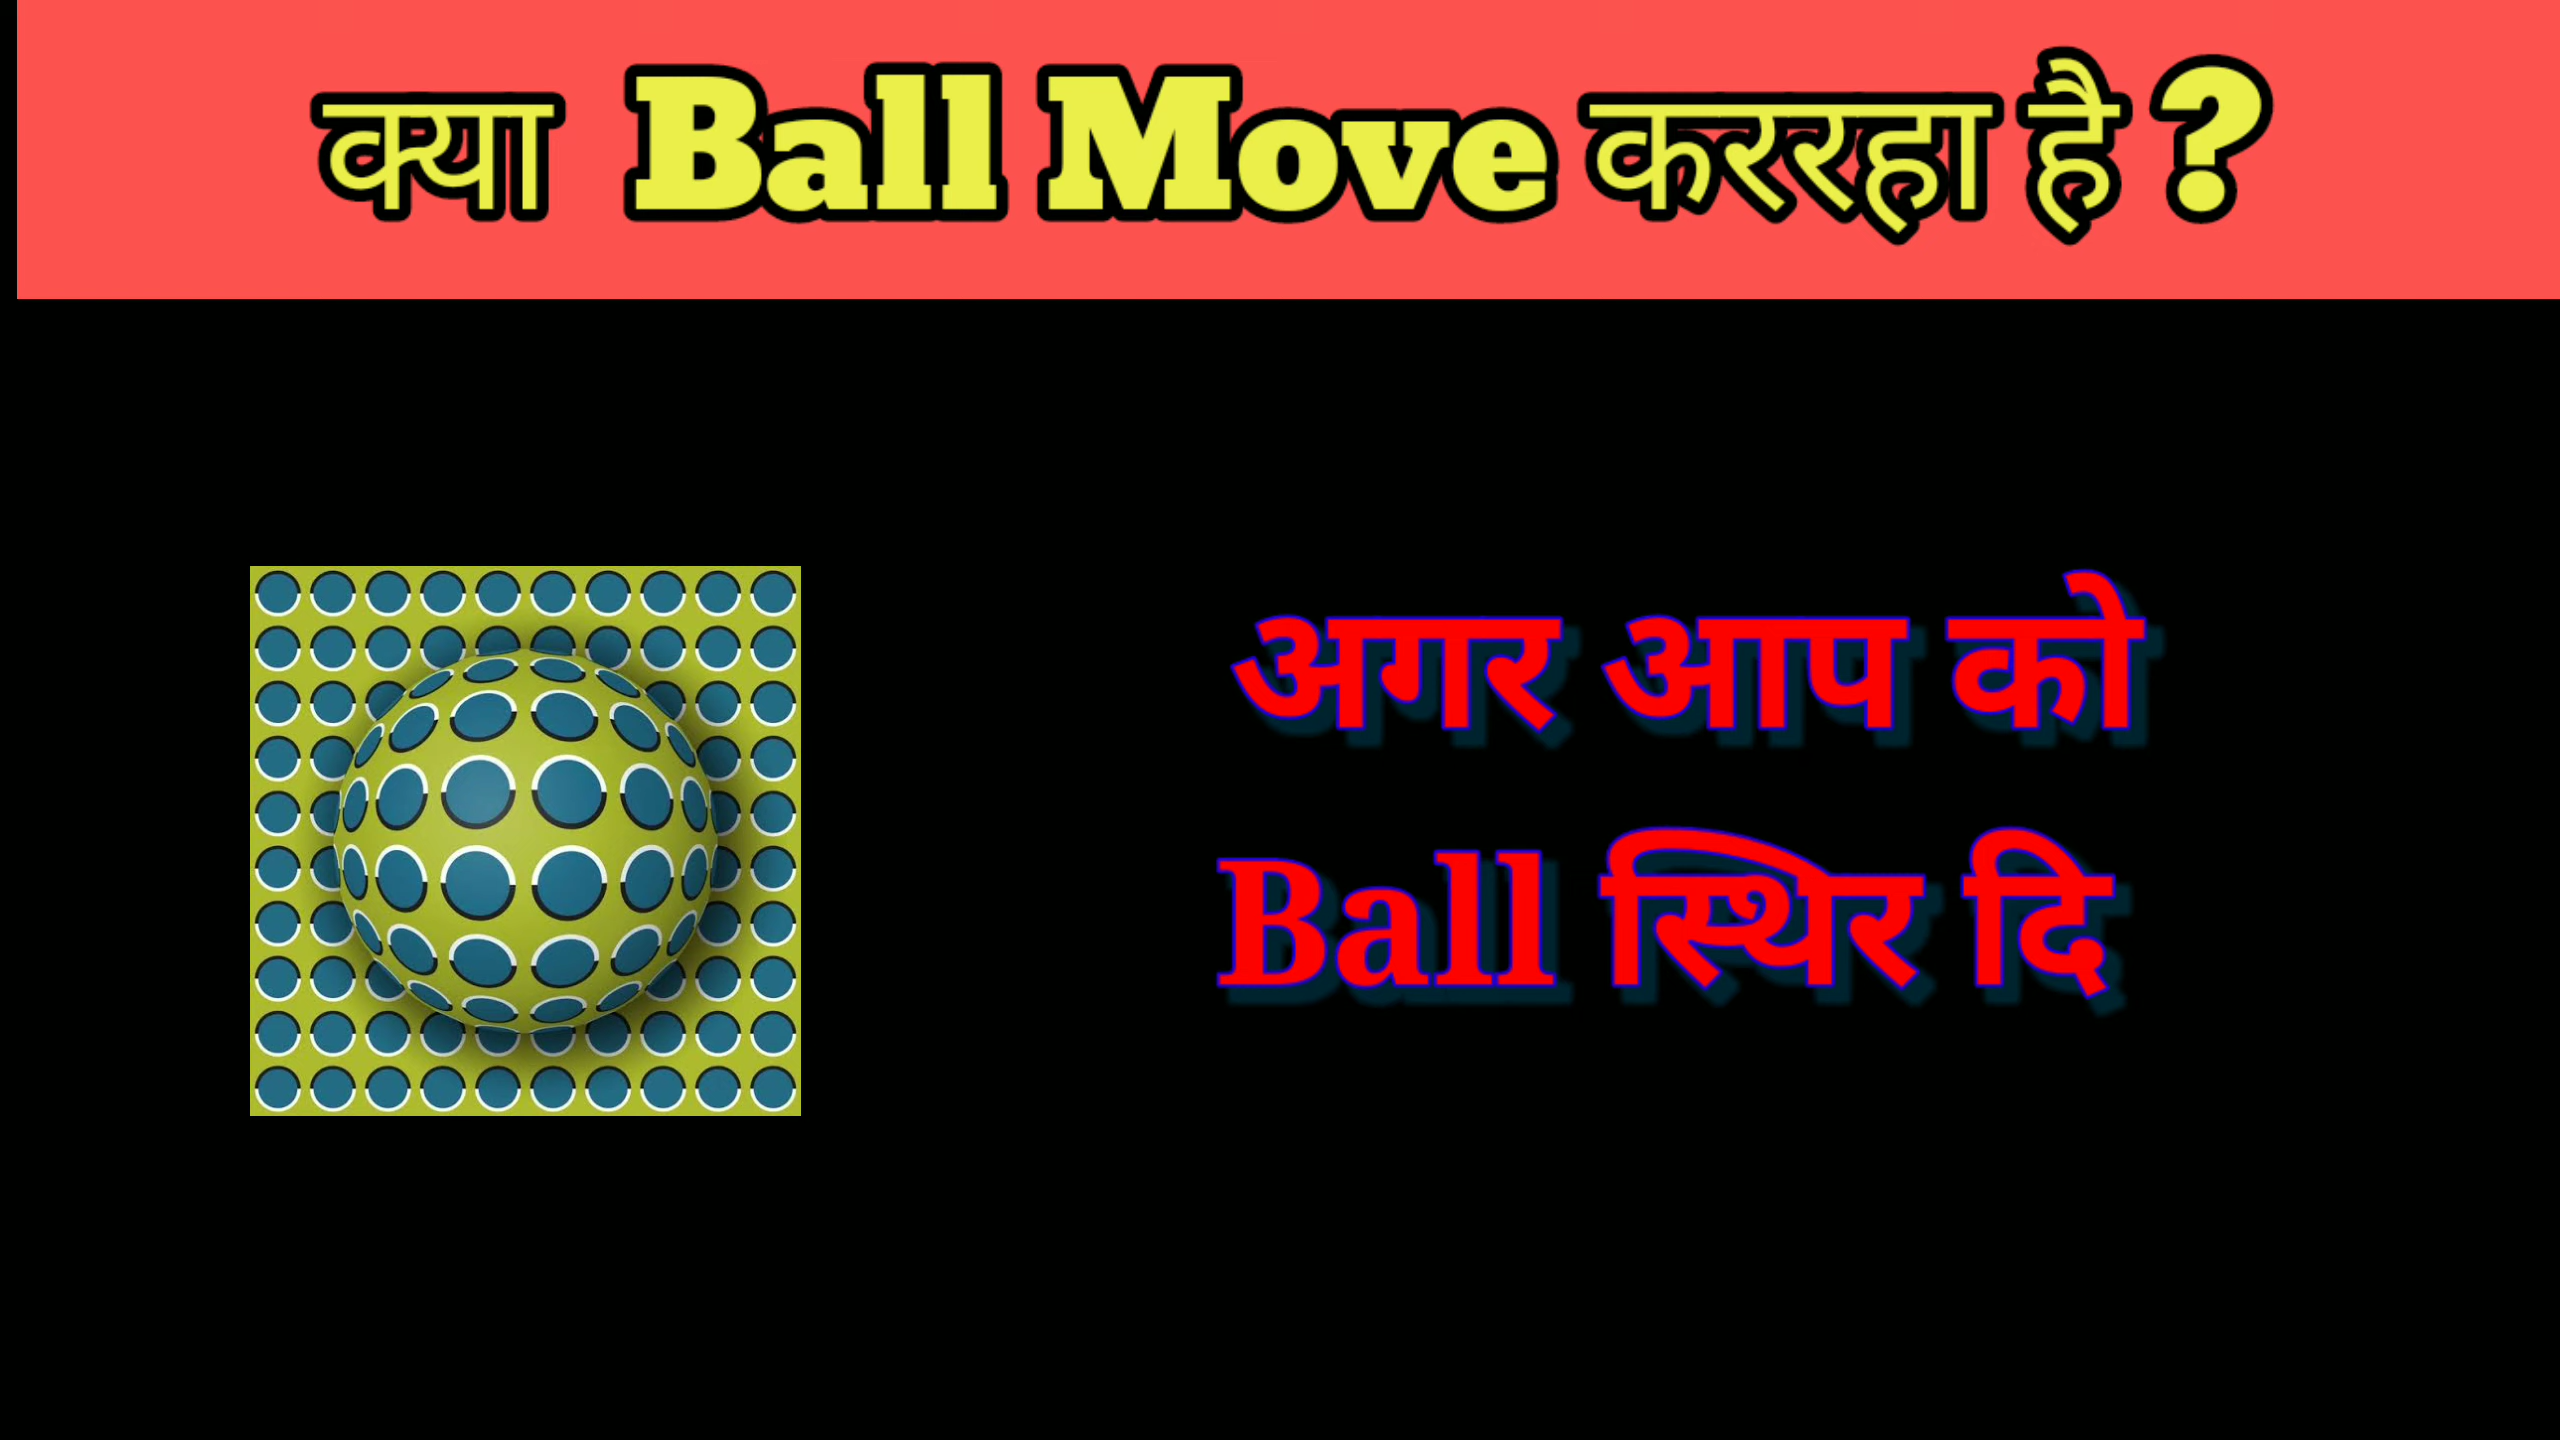 क्या Ball Move कररहा है ?
अगर आप को
Ball स्थिर दि